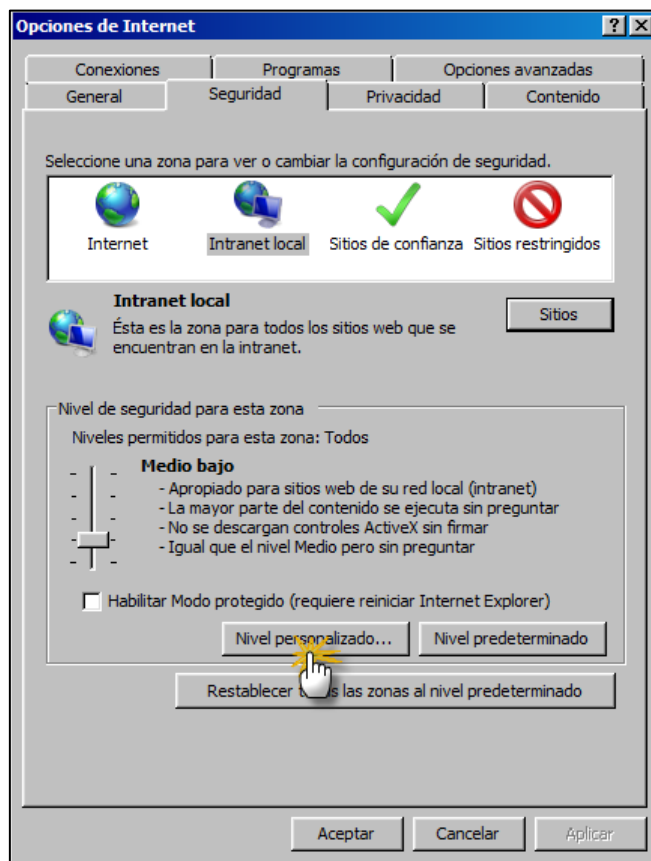 Opciones de Internet
Conexiones Programas Opciones avanzadas
General Seguridad Privacidad Contenido
Seleccione una zona para ver o cambiar la configuración de seguridad.
Internet Intranet local Sitios de confianza Sitios restringidos
Intranet local
Sitios
Ésta es la zona para todos los sitios web que se
encuentran en la intranet.
Nivel de seguridad para esta zona
Niveles permitidos para esta zona: Todos
Medio bajo
- Apropiado para sitios web de su red local (intranet)
- La mayor parte del contenido se ejecuta sin preguntar
- No se descargan controles ActiveX sin firmar
- Igual que el nivel Medio pero sin preguntar
Habilitar Modo protegido (requiere reiniciar Internet Explorer)
Nivel personalizado... Nivel predeterminado
Restablecer las zonas al nivel predeterminado
Aceptar Cancelar Aplicar